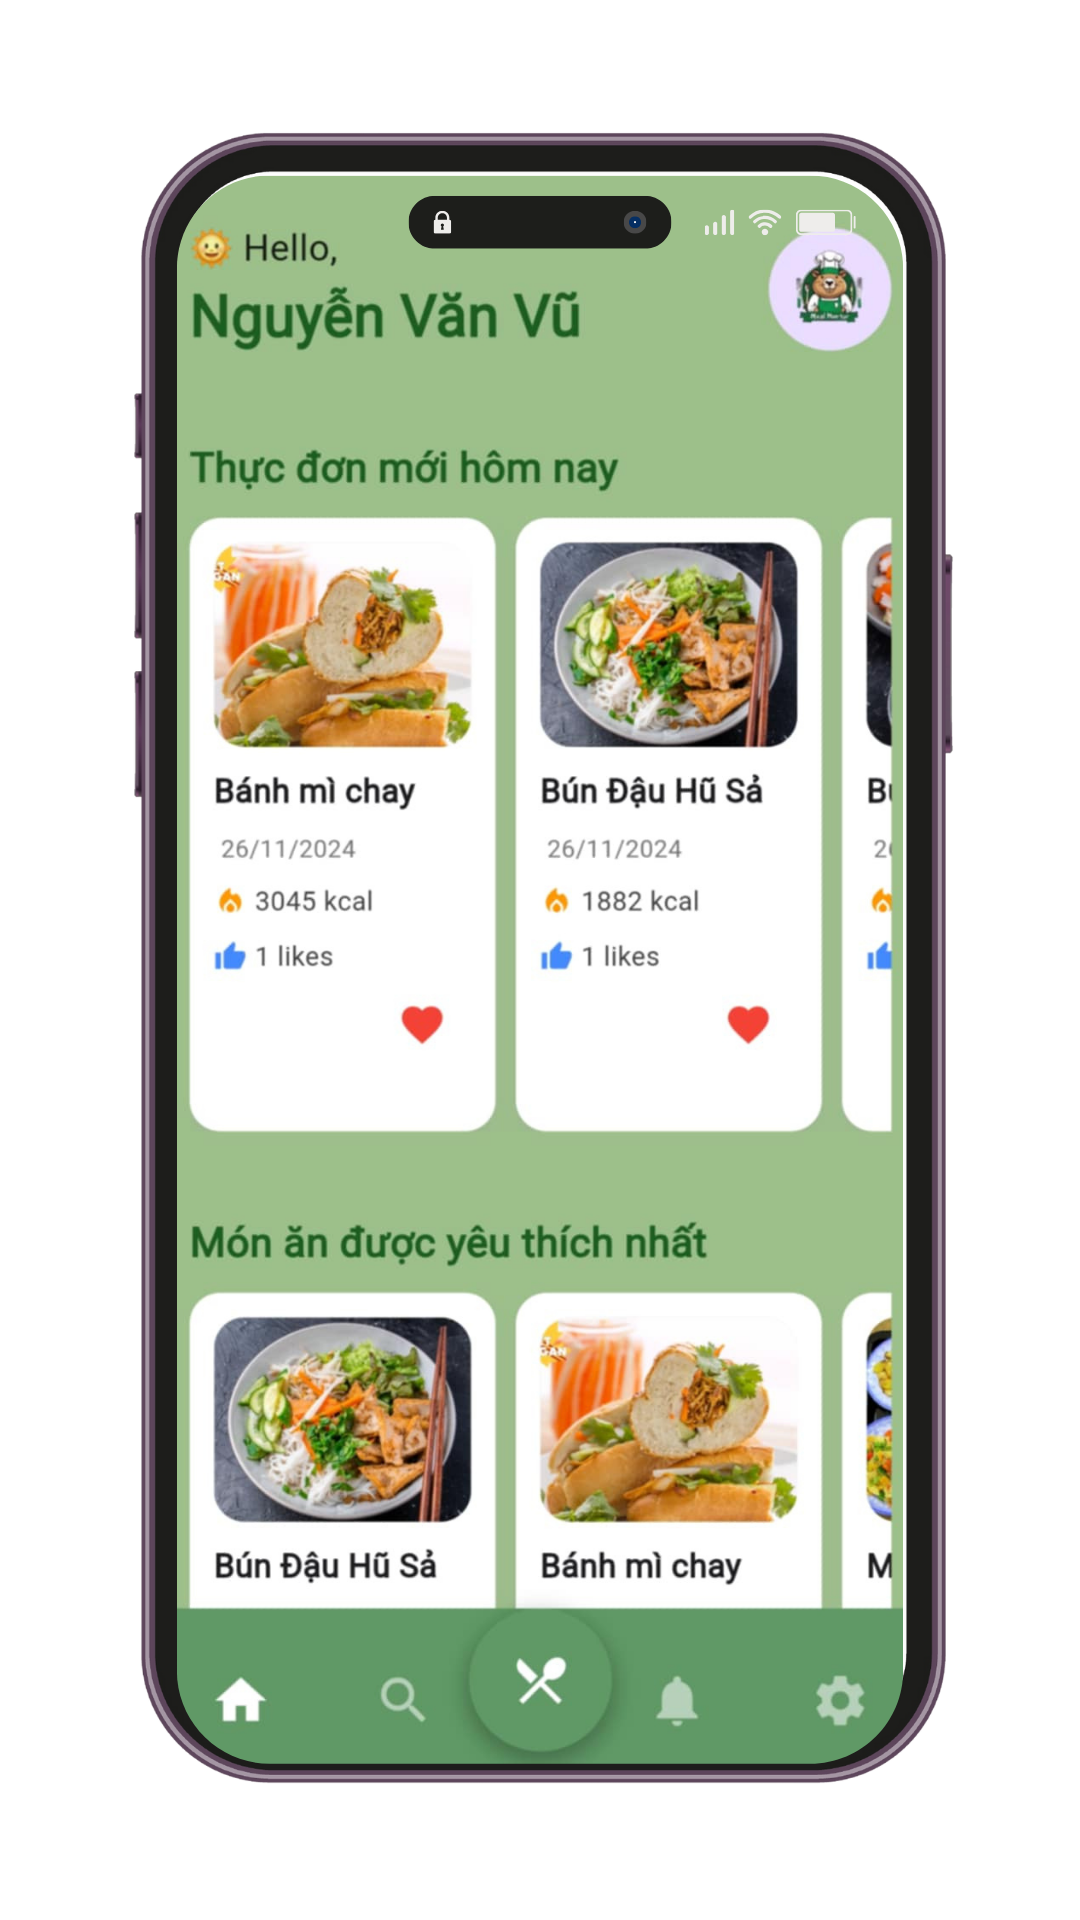 Hello,
Nguyễn Văn Vũ
Thực đơn mới hôm nay
Bánh mì chay
26/11/2024
3045 kcal
1 likes
Bún Đậu Hũ Sả
26/11/2024
1882 kcal
1 likes
Món ăn được yêu thích nhất
Bún Đậu Hũ Sả
Bánh mì chay
M